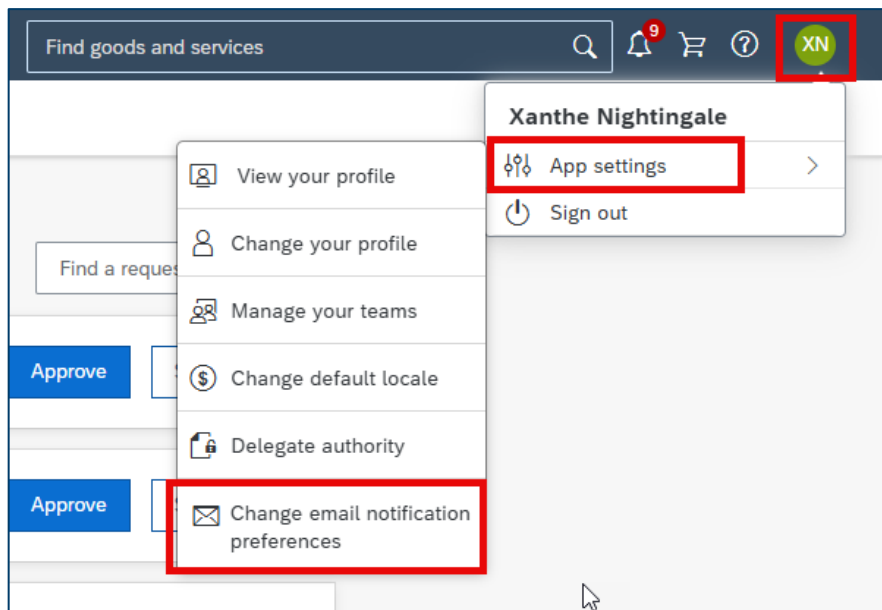 Find goods and services
9
XN
Xanthe Nightingale
App settings
Sign out
View your profile
Change your profile
Find a reques
Manage your teams
Approve
Change default locale
Delegate authority
Approve
Change email notification
preferences